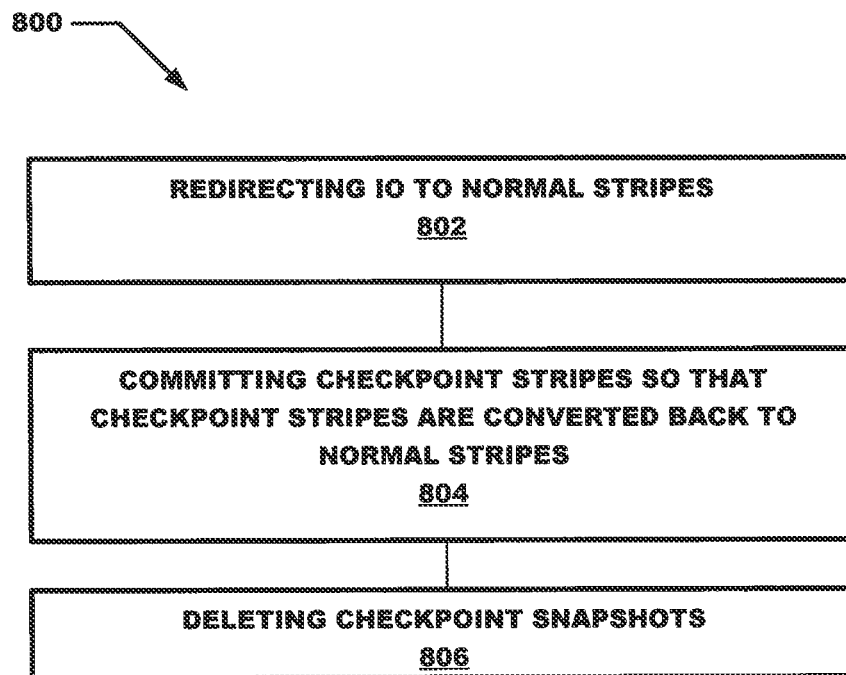 800
REDIRECTING IO TO NORMAL STRIPES
802
COMMITTING CHECKPOINT STRIPES SO THAT
CHECKPOINT STRIPES ARE CONVERTED BACK TO
NORMAL STRIPES
804
DELETING CHECKPOINT SNAPSHOTS
806